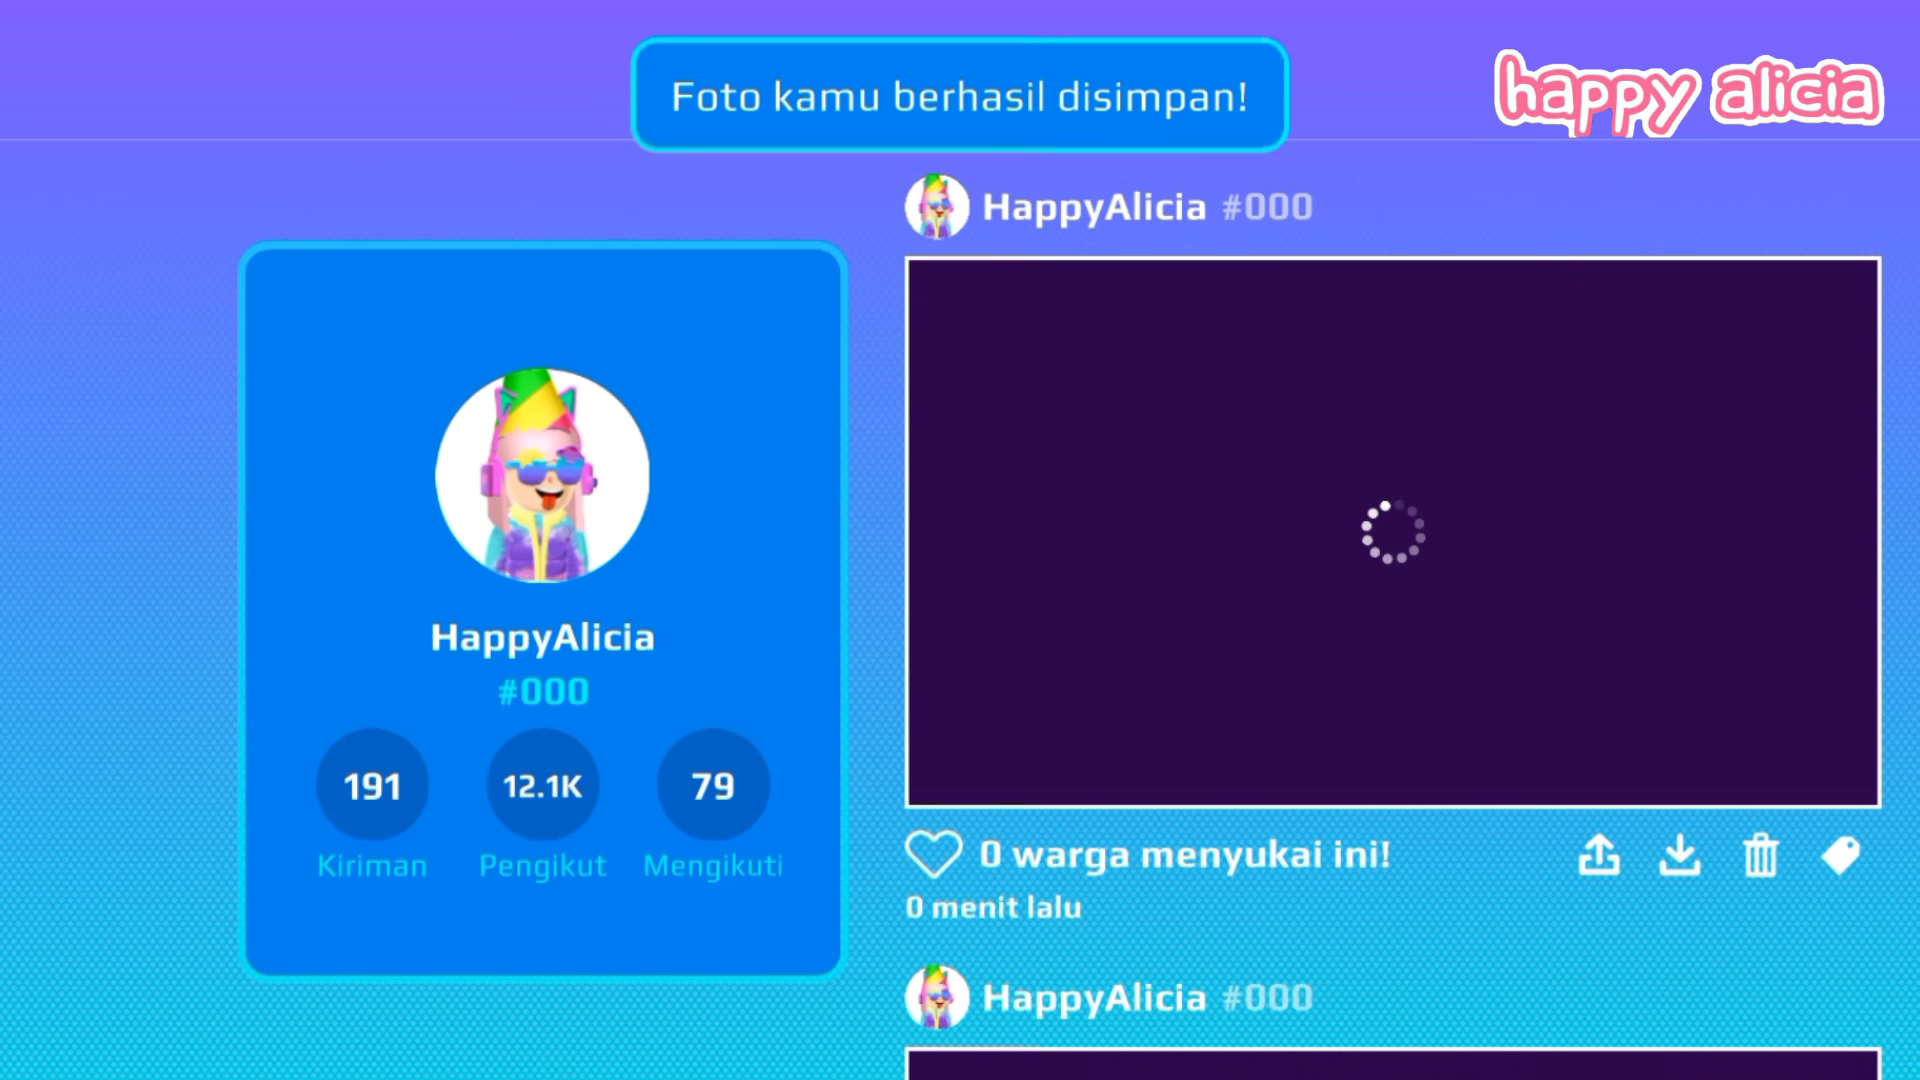 Foto kamu berhasil disimpan!
happy alicia
HappyAlicia #000
HappyAlicia
#000
191
12.1K
79
Kiriman
Pengikut
Mengikuti
0 warga menyukai ini!
0 menit lalu
HappyAlicia #000